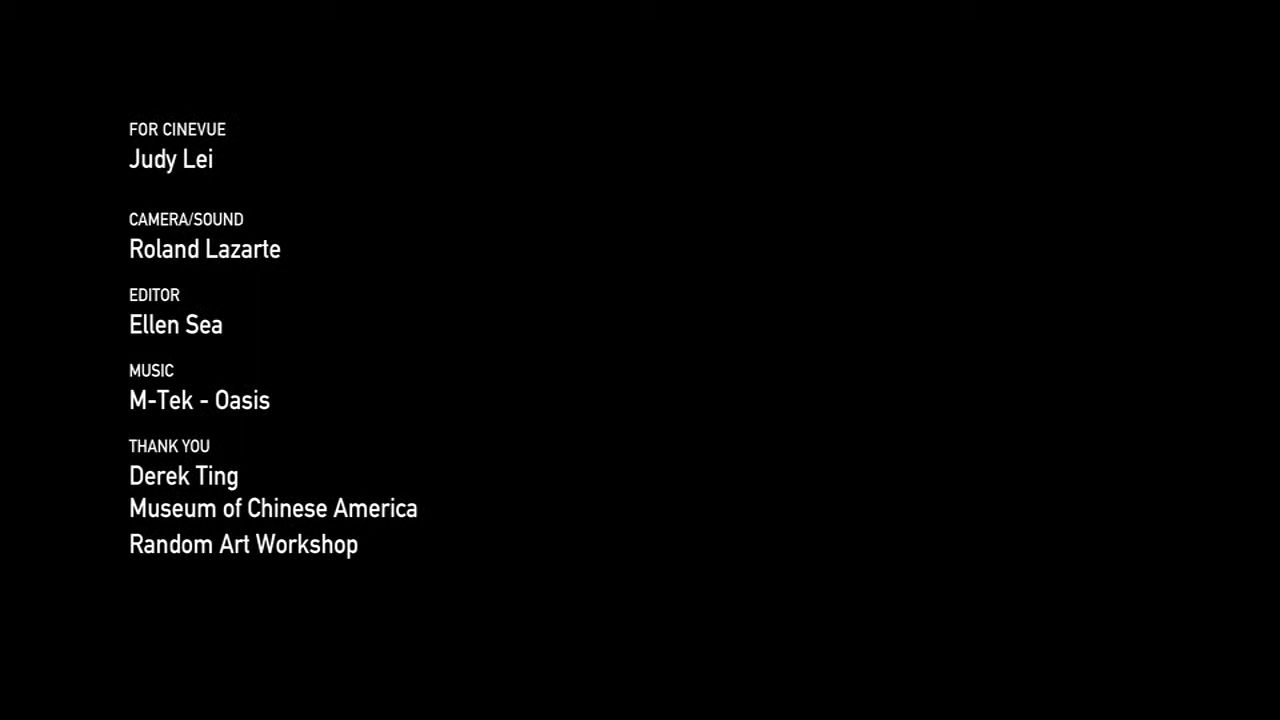 FOR CINEVUE
Judy Lei
CAMERA/SOUND
Roland Lazarte
EDITOR
Ellen Sea
MUSIC
M-Tek - Oasis
THANK YOU
Derek Ting
Museum of Chinese America
Random Art Workshop